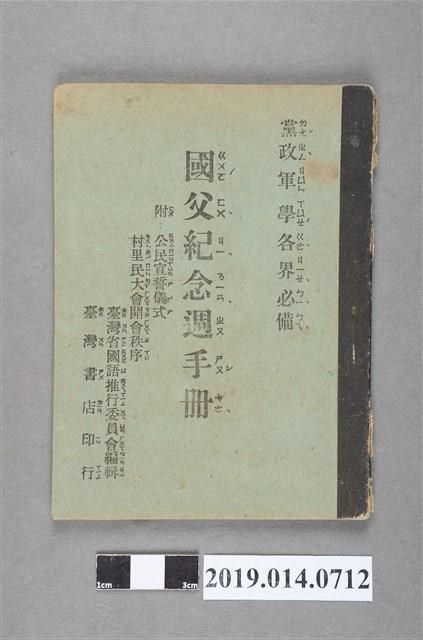 黨政軍學各界必備
國父紀念週手冊
附：公民宣誓儀式
村里民大會開會秩序
臺灣省國語推行委員會編輯
臺灣書店印行
1cm 3cm
2019.014.0712